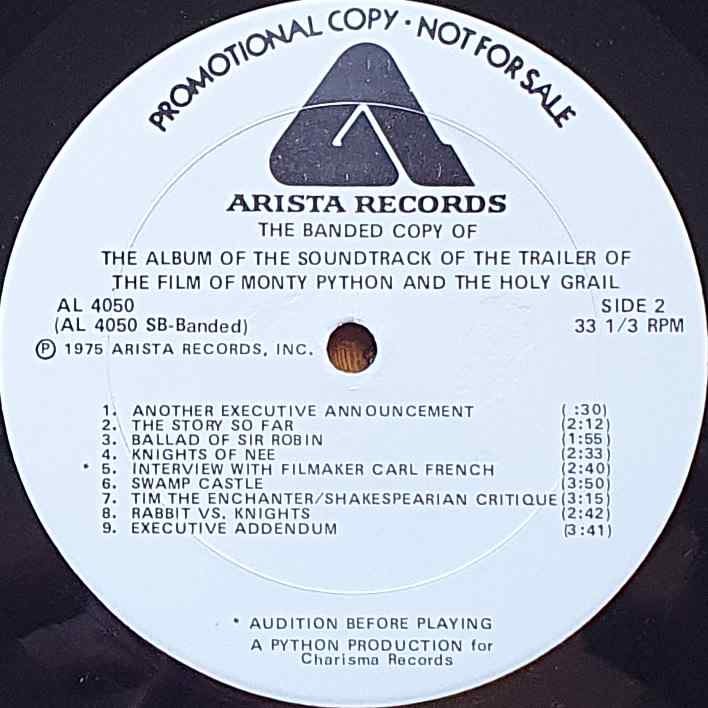 PROMOTIONAL COPY · NOT FOR SALE
ARISTA RECORDS
THE BANDED COPY OF
THE ALBUM OF THE SOUNDTRACK OF THE TRAILER OF
THE FILM OF MONTY PYTHON AND THE HOLY GRAIL
AL 4050 SIDE 2
(AL 4050 SB-Banded) 33 1/3 RPM
Ⓟ 1975 ARISTA RECORDS, INC.
1. ANOTHER EXECUTIVE ANNOUNCEMENT ( :30)
2. THE STORY SO FAR (2:12)
3. BALLAD OF SIR ROBIN (1:55)
4. KNIGHTS OF NEE (2:33)
* 5. INTERVIEW WITH FILMAKER CARL FRENCH (2:40)
6. SWAMP CASTLE (3:50)
7. TIM THE ENCHANTER/SHAKESPEARIAN CRITIQUE (3:15)
8. RABBIT VS. KNIGHTS (2:42)
9. EXECUTIVE ADDENDUM (3:41)
* AUDITION BEFORE PLAYING
A PYTHON PRODUCTION for
Charisma Records